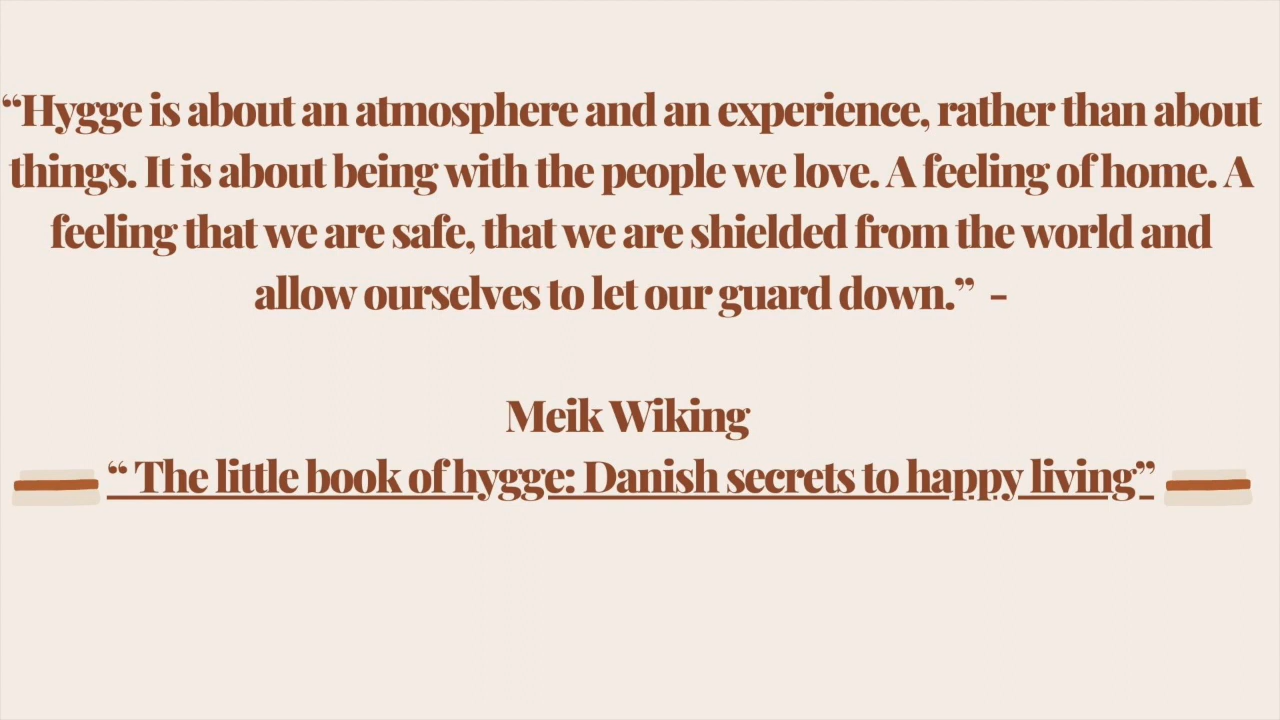 “Hygge is about an atmosphere and an experience, rather than about
things. It is about being with the people we love. A feeling of home. A
feeling that we are safe, that we are shielded from the world and
allow ourselves to let our guard down.” -
Meik Wiking
“ The little book of hygge: Danish secrets to happy living”